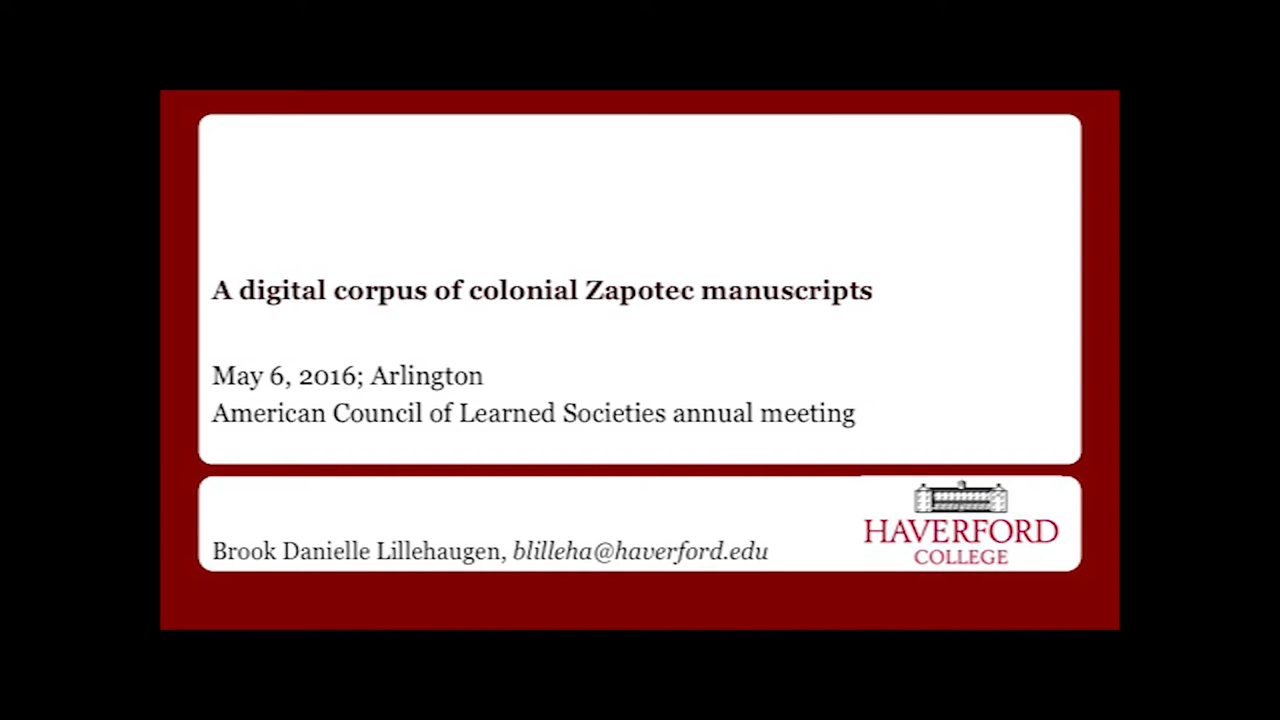 A digital corpus of colonial Zapotec manuscripts
May 6, 2016; Arlington
American Council of Learned Societies annual meeting
Brook Danielle Lillehaugen, blilleha@haverford.edu
HAVERFORD
COLLEGE